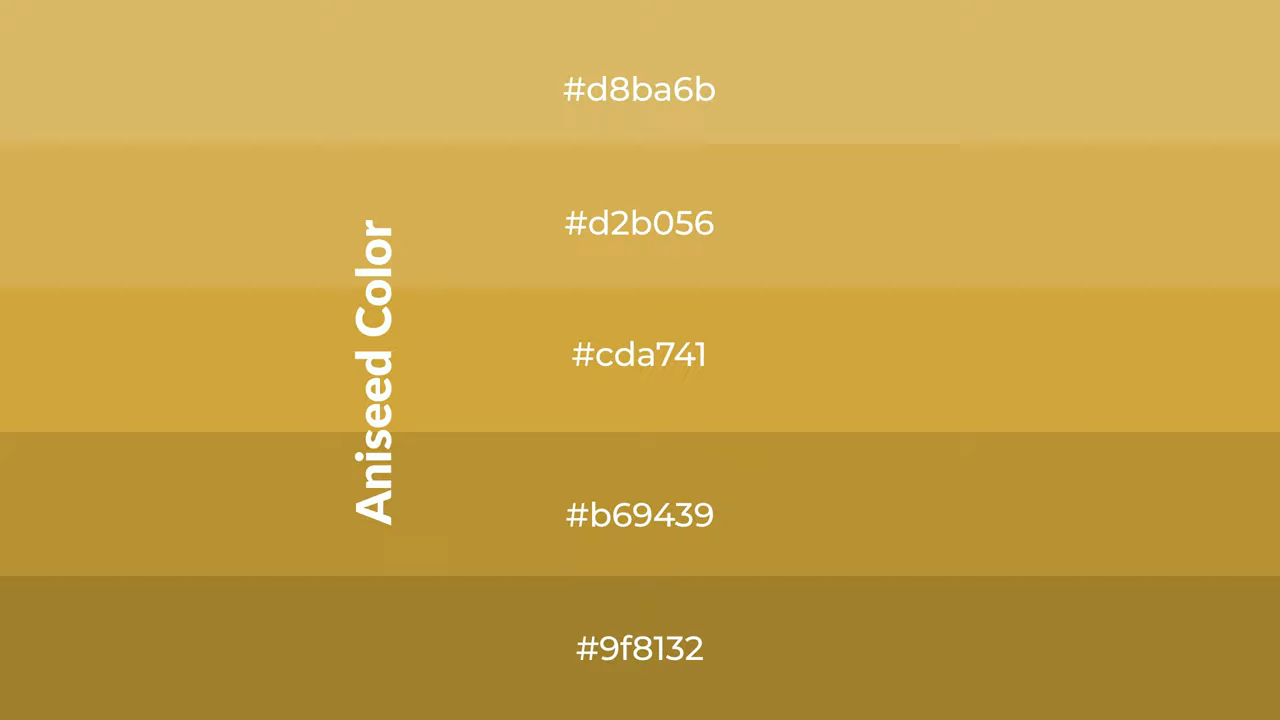 Aniseed Color
#d8ba6b
#d2b056
#cda741
#b69439
#9f8132